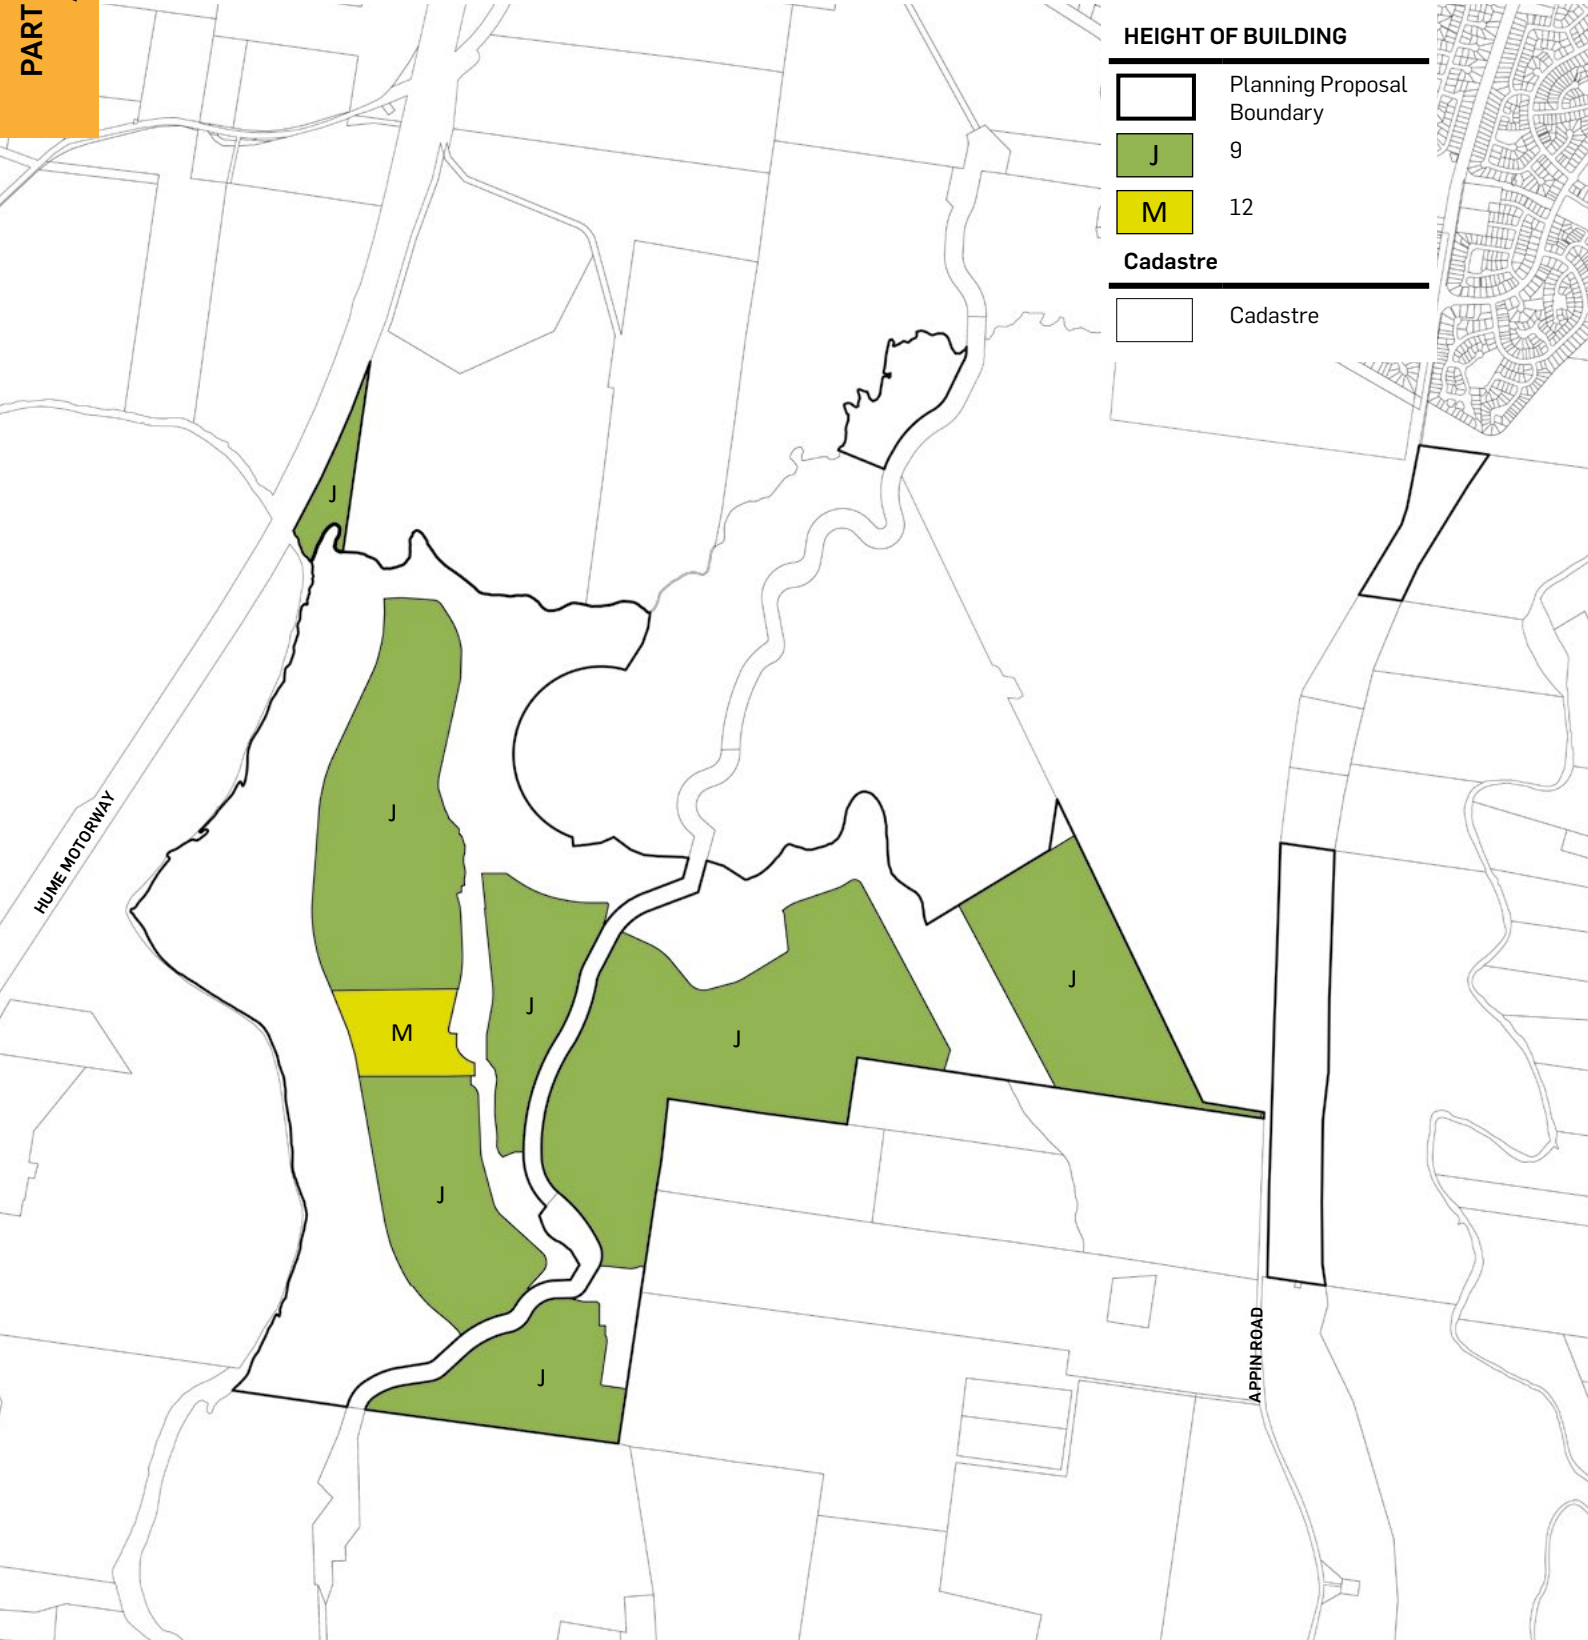 PART
HEIGHT OF BUILDING
Planning Proposal
Boundary
J 9
M 12
Cadastre
Cadastre
J
J
J
M
J
J
J
J
HUME MOTORWAY
APPIN ROAD